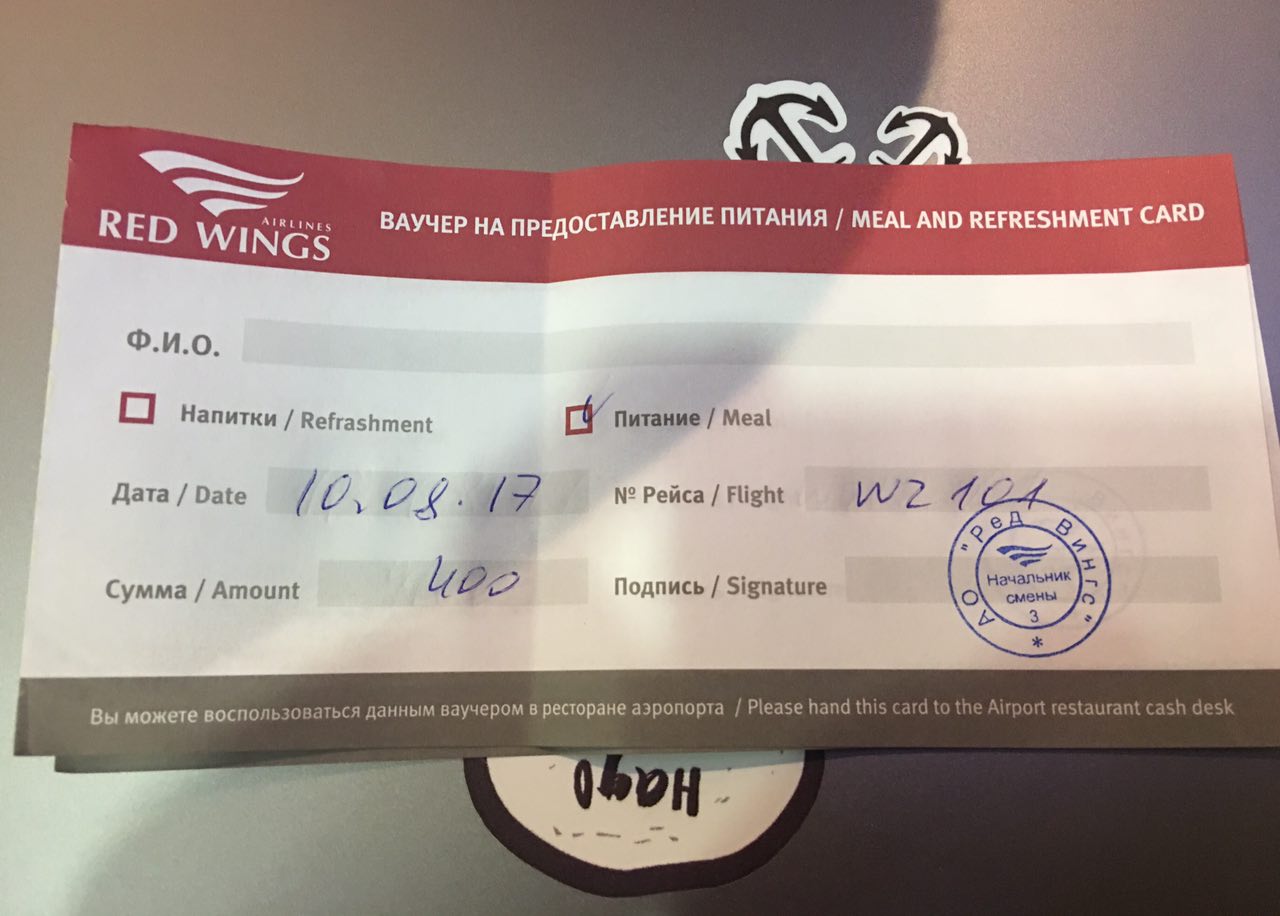 RED WINGS
AIRLINES
ВАУЧЕР НА ПРЕДОСТАВЛЕНИЕ ПИТАНИЯ / MEAL AND REFRESHMENT CARD
Ф.И.О.
Напитки / Refrashment
Питание / Meal
Дата / Date 10.08.17
№ Рейса / Flight WZ 101
Сумма / Amount 400
Подпись / Signature
АО "Ред Вингс"
Начальник
смены
3
*
Вы можете воспользоваться данным ваучером в ресторане аэропорта / Please hand this card to the Airport restaurant cash desk
Надо